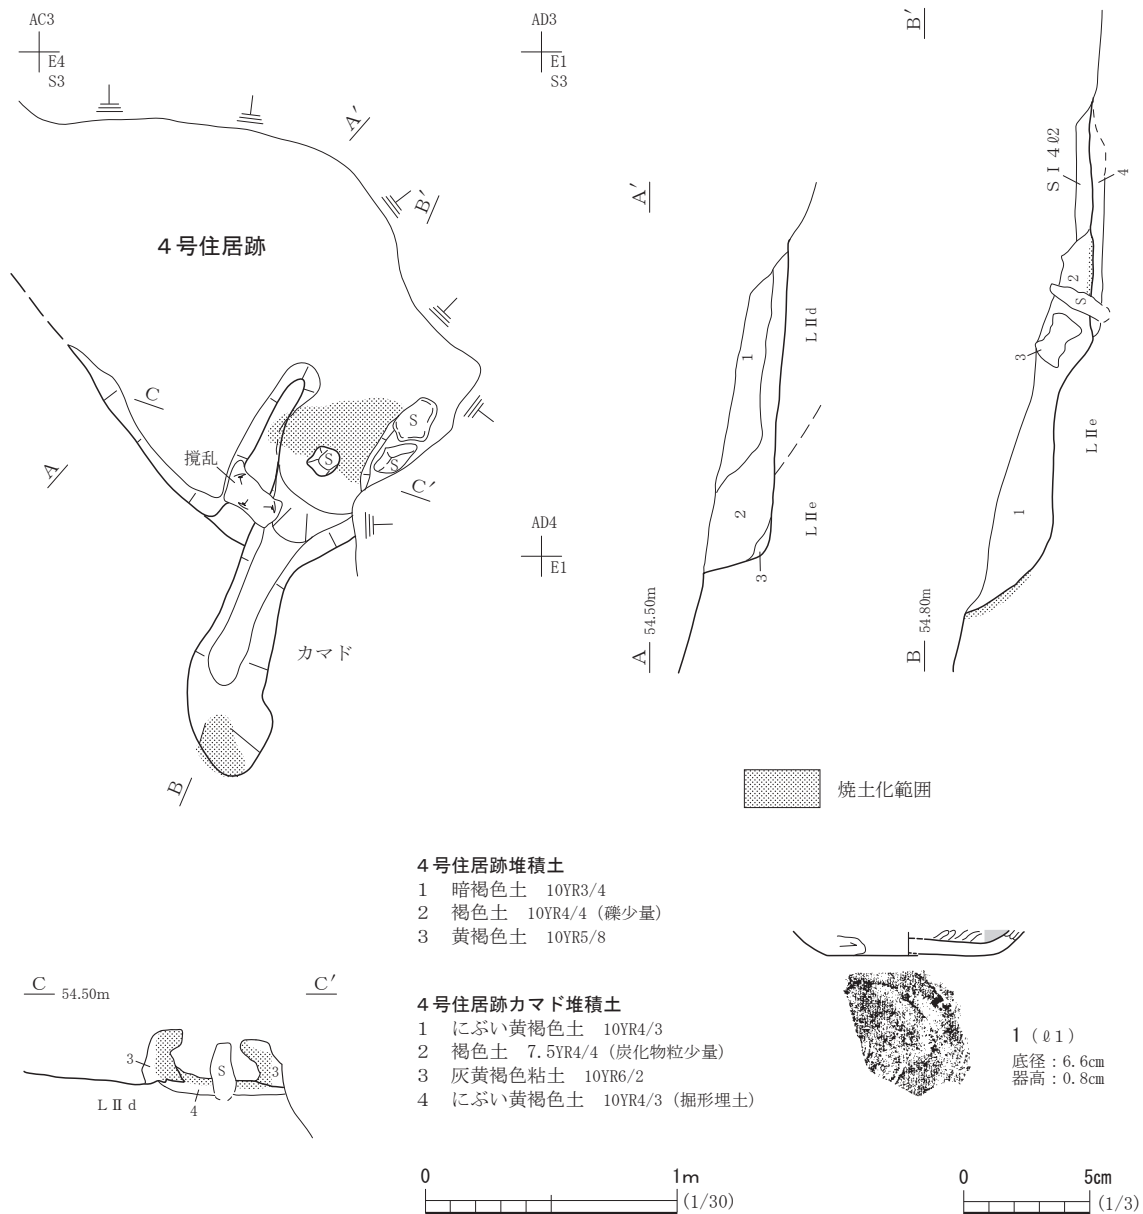 AC3
E4
S3
AD3
E1
S3
A′
B′
４号住居跡
C
S
S
S
A
撹乱
C′
カマド
B
AD4
E1
A′
1
2
3
LⅡd
LⅡe
A 54.50m
B′
SI４ℓ2
4
2
S
3
1
LⅡe
B 54.80m
焼土化範囲
４号住居跡堆積土
1 暗褐色土 10YR3/4
2 褐色土 10YR4/4（礫少量）
3 黄褐色土 10YR5/8
４号住居跡カマド堆積土
1 にぶい黄褐色土 10YR4/3
2 褐色土 7.5YR4/4（炭化物粒少量）
3 灰黄褐色粘土 10YR6/2
4 にぶい黄褐色土 10YR4/3（掘形埋土）
C 54.50m
C′
3
S
3
LⅡd
4
1（ℓ1）
底径：6.6㎝
器高：0.8㎝
0 1ｍ
(1/30)
0 5㎝
(1/3)